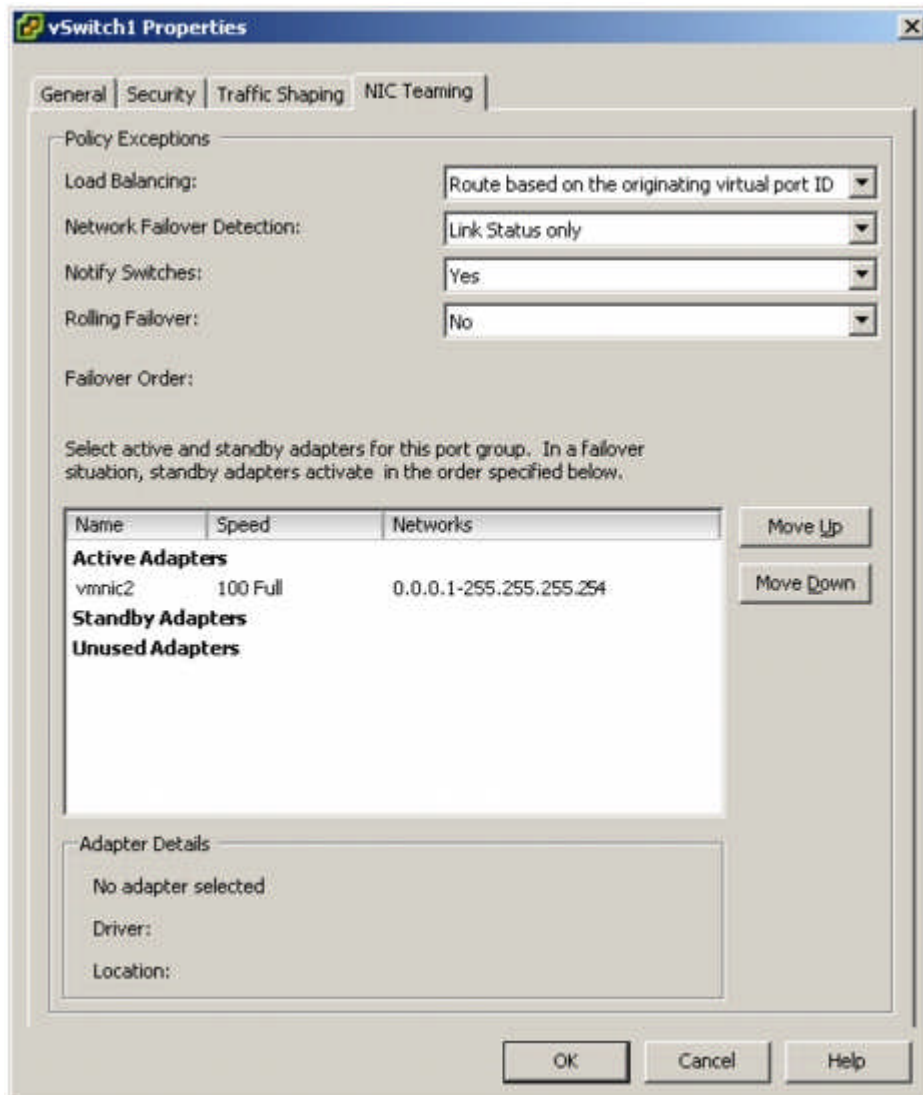 vSwitch1 Properties
General Security Traffic Shaping NIC Teaming
Policy Exceptions
Load Balancing: Route based on the originating virtual port ID
Network Failover Detection: Link Status only
Notify Switches: Yes
Rolling Failover: No
Failover Order:
Select active and standby adapters for this port group. In a failover
situation, standby adapters activate in the order specified below.
Name Speed Networks Move Up
Active Adapters
vmnic2 100 Full 0.0.0.1-255.255.255.254 Move Down
Standby Adapters
Unused Adapters
Adapter Details
No adapter selected
Driver:
Location:
OK Cancel Help